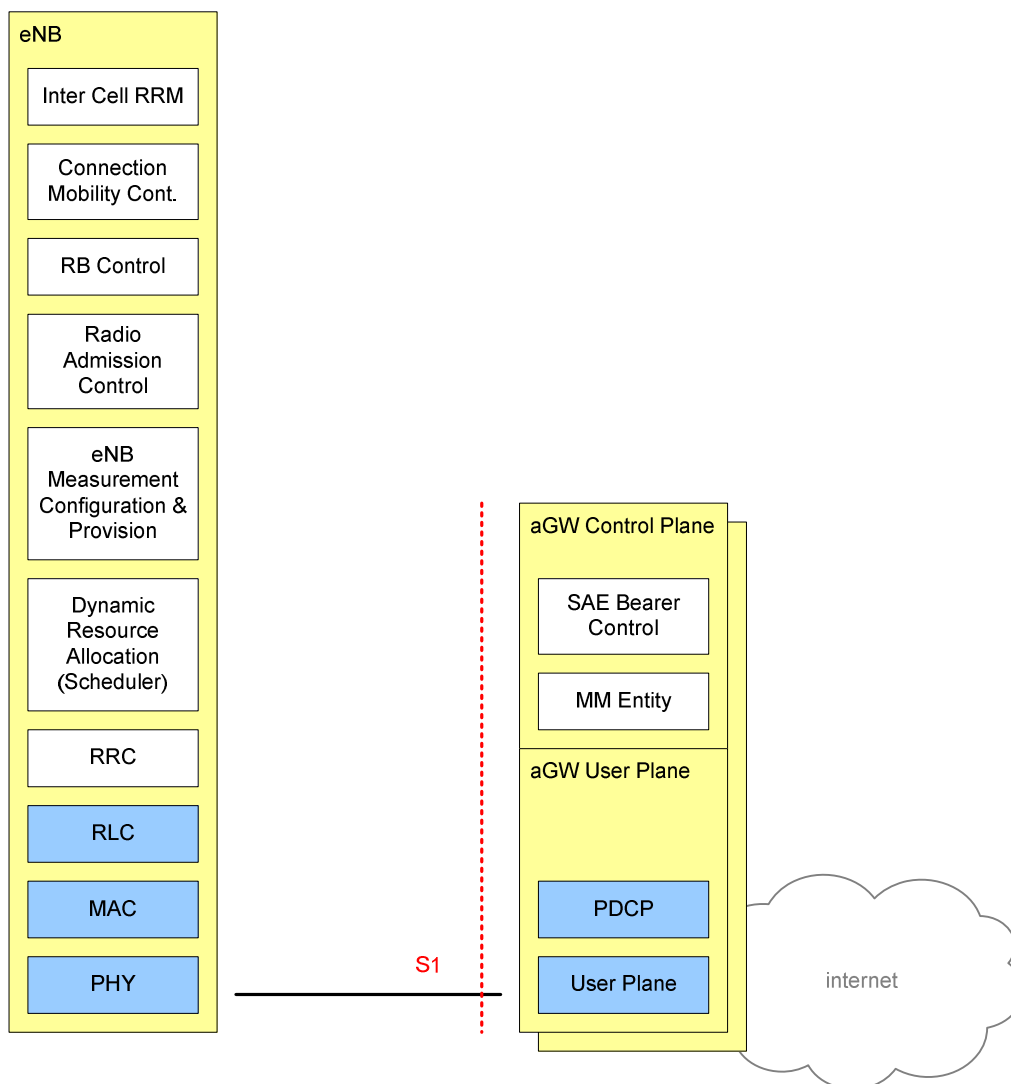 eNB
Inter Cell RRM
Connection
Mobility Cont.
RB Control
Radio
Admission
Control
eNB
Measurement
Configuration &
Provision
Dynamic
Resource
Allocation
(Scheduler)
RRC
RLC
MAC
PHY
S1
aGW Control Plane
SAE Bearer
Control
MM Entity
aGW User Plane
PDCP
User Plane
internet